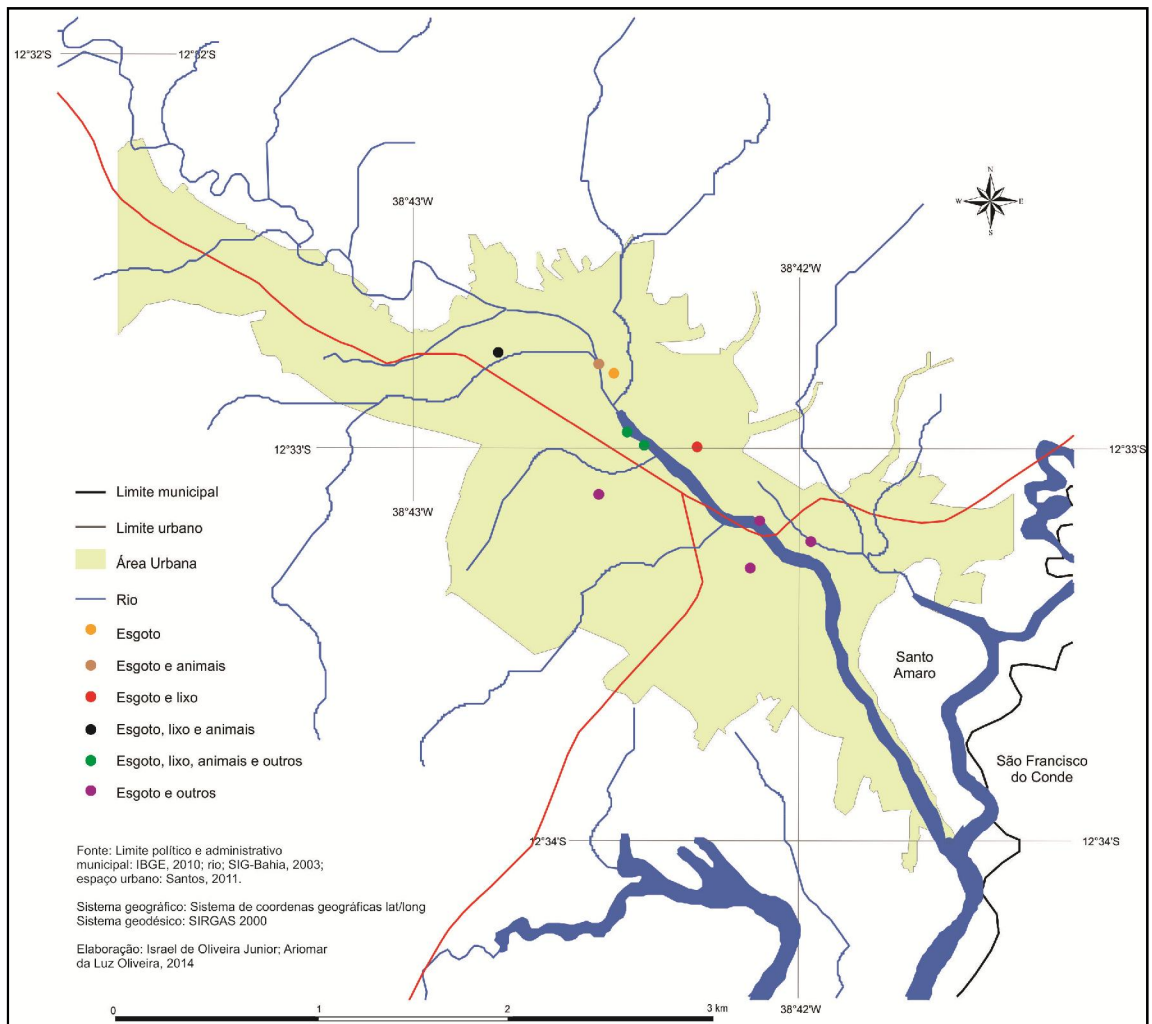 12°32'S
12°32'S
N
W
E
S
38°43'W
38°42'W
12°33'S
12°33'S
38°43'W
Limite municipal
Limite urbano
Área Urbana
Rio
Esgoto
Esgoto e animais
Esgoto e lixo
Esgoto, lixo e animais
Esgoto, lixo, animais e outros
Esgoto e outros
Santo
Amaro
São Francisco
do Conde
12°34'S
12°34'S
Fonte: Limite político e administrativo
municipal: IBGE, 2010; rio; SIG-Bahia, 2003;
espaço urbano: Santos, 2011.
Sistema geográfico: Sistema de coordenas geográficas lat/long
Sistema geodésico: SIRGAS 2000
Elaboração: Israel de Oliveira Junior; Ariomar
da Luz Oliveira, 2014
38°42'W
0
1
2
3 km